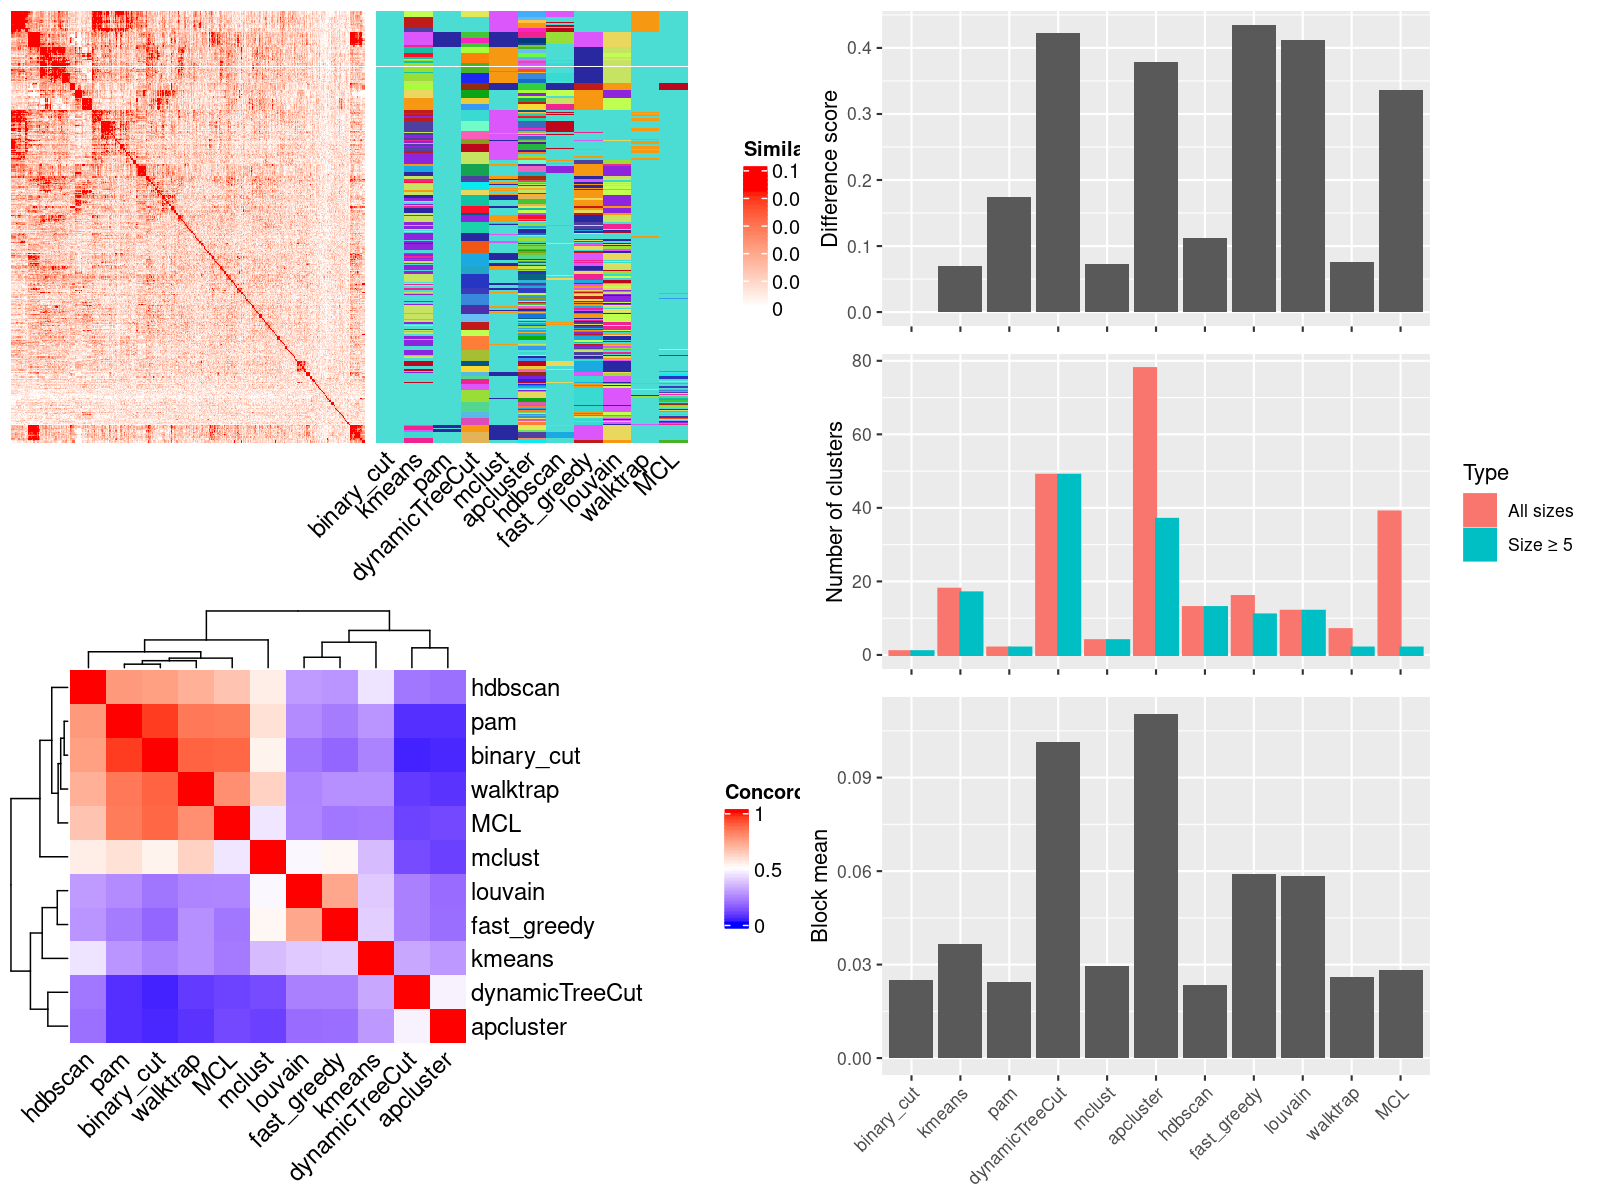 Simila
0.1
0.0
0.0
0.0
0.0
0
binary_cut
kmeans
pam
dynamicTreeCut
mclust
apcluster
hdbscan
fast_greedy
louvain
walktrap
MCL
hdbscan
pam
binary_cut
walktrap
MCL
mclust
louvain
fast_greedy
kmeans
dynamicTreeCut
apcluster
hdbscan
pam
binary_cut
walktrap
MCL
mclust
louvain
fast_greedy
kmeans
dynamicTreeCut
apcluster
Concord
1
0.5
0
Difference score
0.4
0.3
0.2
0.1
0.0
Number of clusters
80
60
40
20
0
Type
All sizes
Size ≥ 5
Block mean
0.09
0.06
0.03
0.00
binary_cut
kmeans
pam
dynamicTreeCut
mclust
apcluster
hdbscan
fast_greedy
louvain
walktrap
MCL